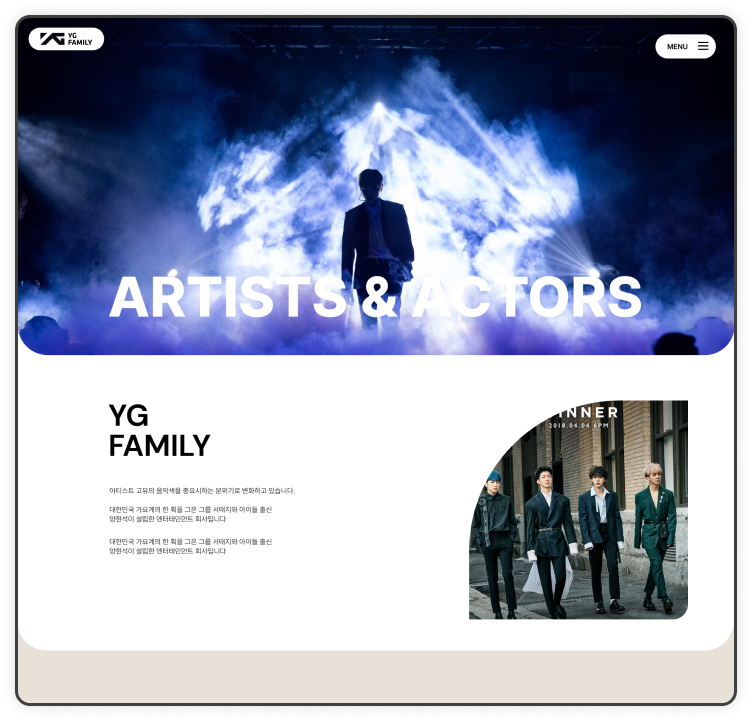 YG
FAMILY
MENU
ARTISTS & ACTORS
YG
FAMILY
아티스트 고유의 음악색을 중요시하는 분위기로 변화하고 있습니다.
대한민국 가요계의 한 획을 그은 그룹 서태지와 아이들 출신
양현석이 설립한 엔터테인먼트 회사입니다
대한민국 가요계의 한 획을 그은 그룹 서태지와 아이들 출신
양현석이 설립한 엔터테인먼트 회사입니다
INNER
2018.04.04 6PM